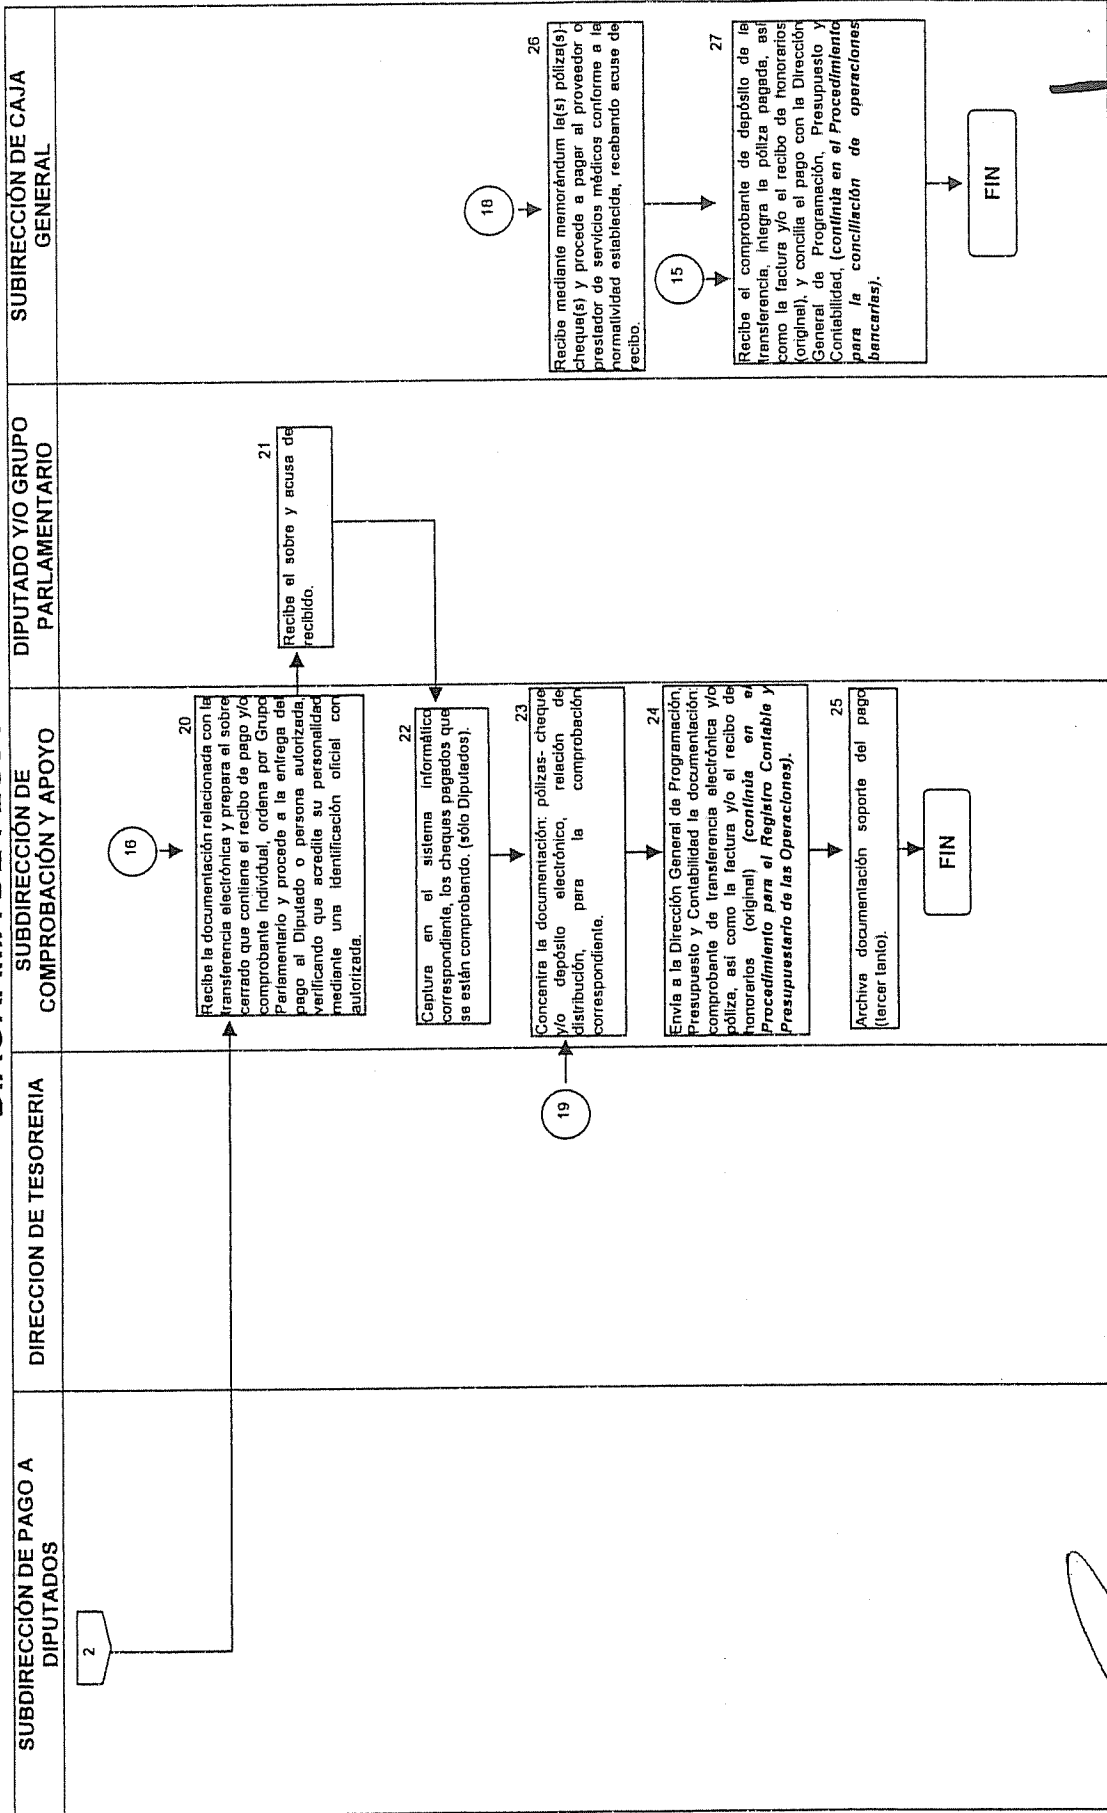 SUBDIRECCIÓN DE PAGO A
DIPUTADOS
DIRECCION DE TESORERIA
SUBDIRECCIÓN DE
COMPROBACIÓN Y APOYO
DIPUTADO Y/O GRUPO
PARLAMENTARIO
SUBIRECCIÓN DE CAJA
GENERAL
2
16
20
Recibe la documentación relacionada con la
transferencia electrónica y prepara el sobre
cerrado que contiene el recibo de pago y/o
comprobante Individual, ordena por Grupo
Parlamentario y procede a la entrega del
pago al Diputado o persona autorizada,
verificando que acredite su personalidad
mediante una identificación oficial con
autorizada.
21
Recibe el sobre y acusa de
recibido.
22
Captura en el sistema informático
correspondiente, los cheques pagados que
se están comprobando. (sólo Diputados).
19
23
Concentra la documentación: pólizas- cheque
y/o depósito electrónico, relación de
distribución, para la comprobación
correspondiente.
24
Envía a la Dirección General de Programación,
Presupuesto y Contabilidad la documentación:
comprobante de transferencia electrónica y/o
póliza, así como la factura y/o el recibo de
honorarios (original) (continúa en el
Procedimiento para el Registro Contable y
Presupuestario de las Operaciones).
25
Archiva documentación soporte del pago
(tercer tanto).
FIN
18
26
Recibe mediante memorándum la(s) póliza(s)-
cheque(s) y procede a pagar al proveedor o
prestador de servicios médicos conforme a la
normatividad establecida, recabando acuse de
recibo.
15
27
Recibe el comprobante de depósito de la
transferencia, integra la póliza pagada, así
como la factura y/o el recibo de honorarios
(original), y concilia el pago con la Dirección
General de Programación, Presupuesto y
Contabilidad, (continúa en el Procedimiento
para la conciliación de operaciones
bancarias).
FIN